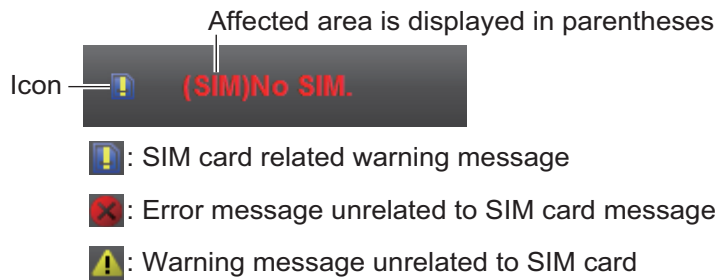 Affected area is displayed in parentheses
Icon
(SIM)No SIM.
: SIM card related warning message
: Error message unrelated to SIM card message
: Warning message unrelated to SIM card